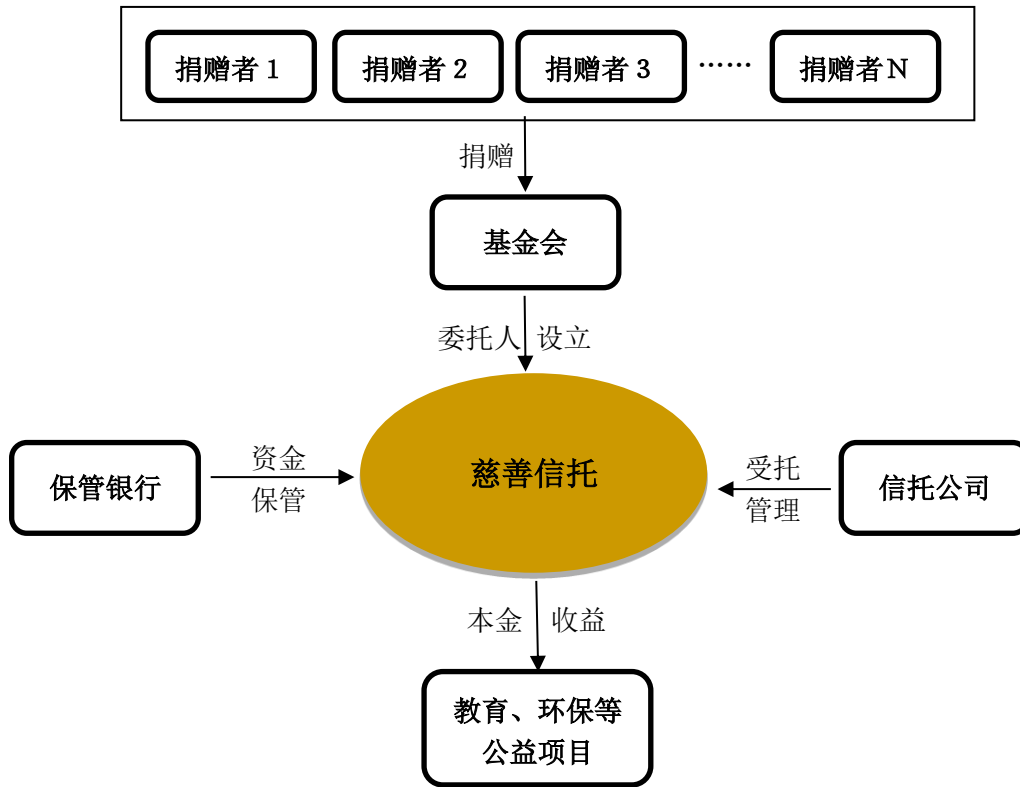 捐赠者 1 捐赠者 2 捐赠者 3 …… 捐赠者 N
捐赠
基金会
委托人 设立
资金
保管银行
保管
慈善信托
受托
信托公司
管理
本金 收益
教育、环保等
公益项目